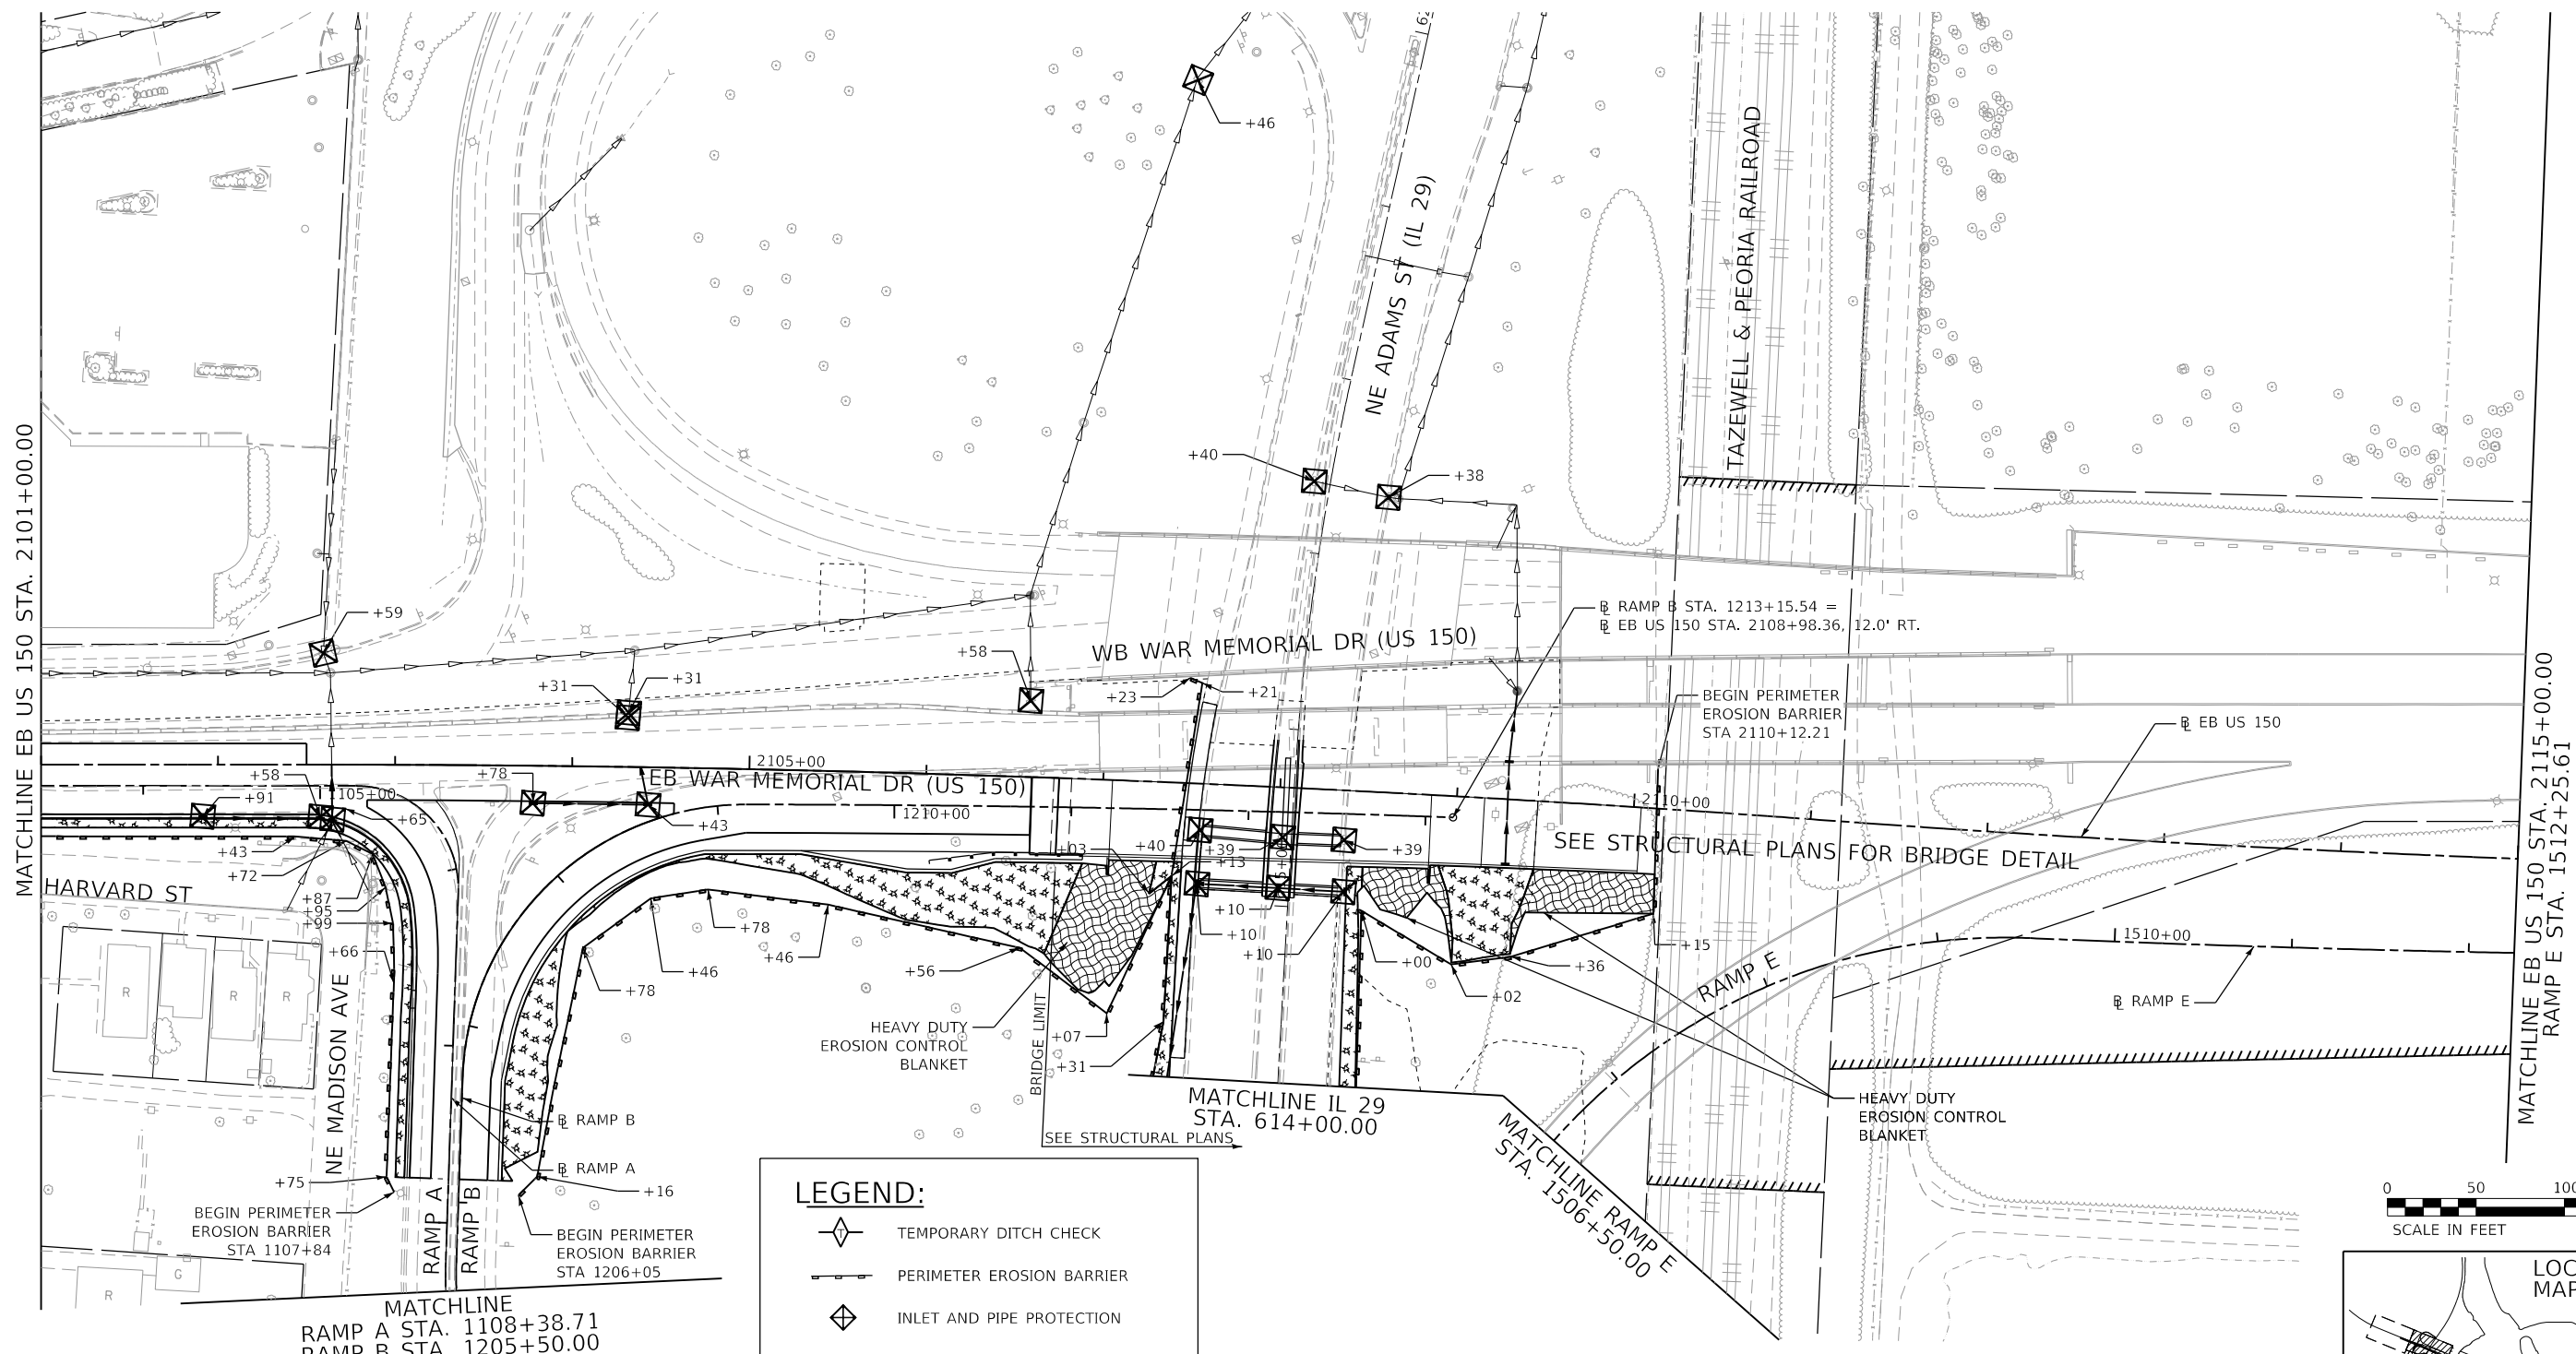 +46
NE ADAMS ST (IL 29)
TAZEWELL & PEORIA RAILROAD
+40
+38
MATCHLINE EB US 150 STA. 2101+00.00
+59
+31
+31
+58
WB WAR MEMORIAL DR (US 150)
+23
+21
℄ RAMP B STA. 1213+15.54 =
℄ EB US 150 STA. 2108+98.36, 12.0' RT.
BEGIN PERIMETER
EROSION BARRIER
STA 2110+12.21
℄ EB US 150
MATCHLINE EB US 150 STA. 2115+00.00
RAMP E STA. 1512+25.61
2105+00
EB WAR MEMORIAL DR (US 150)
+58
+91
1105+00
+65
+78
+43
1210+00
2110+00
SEE STRUCTURAL PLANS FOR BRIDGE DETAIL
+43
+72
HARVARD ST
+87
+95
+99
+66
+03
+40
+39
+13
+39
+10
+10
+10
+78
+46
+46
+78
+56
+00
+02
+36
+15
1510+00
RAMP E
℄ RAMP E
R
R
R
NE MADISON AVE
HEAVY DUTY
EROSION CONTROL
BLANKET
BRIDGE LIMIT
+07
+31
SEE STRUCTURAL PLANS
MATCHLINE IL 29
STA. 614+00.00
MATCHLINE RAMP E
STA. 1506+50.00
HEAVY DUTY
EROSION CONTROL
BLANKET
℄ RAMP B
℄ RAMP A
+75
+16
BEGIN PERIMETER
EROSION BARRIER
STA 1107+84
RAMP A
RAMP B
BEGIN PERIMETER
EROSION BARRIER
STA 1206+05
R
G
MATCHLINE
RAMP A STA. 1108+38.71
RAMP B STA. 1205+50.00
LEGEND:
T
TEMPORARY DITCH CHECK
PERIMETER EROSION BARRIER
INLET AND PIPE PROTECTION
0 50 100
SCALE IN FEET
LOC
MAP